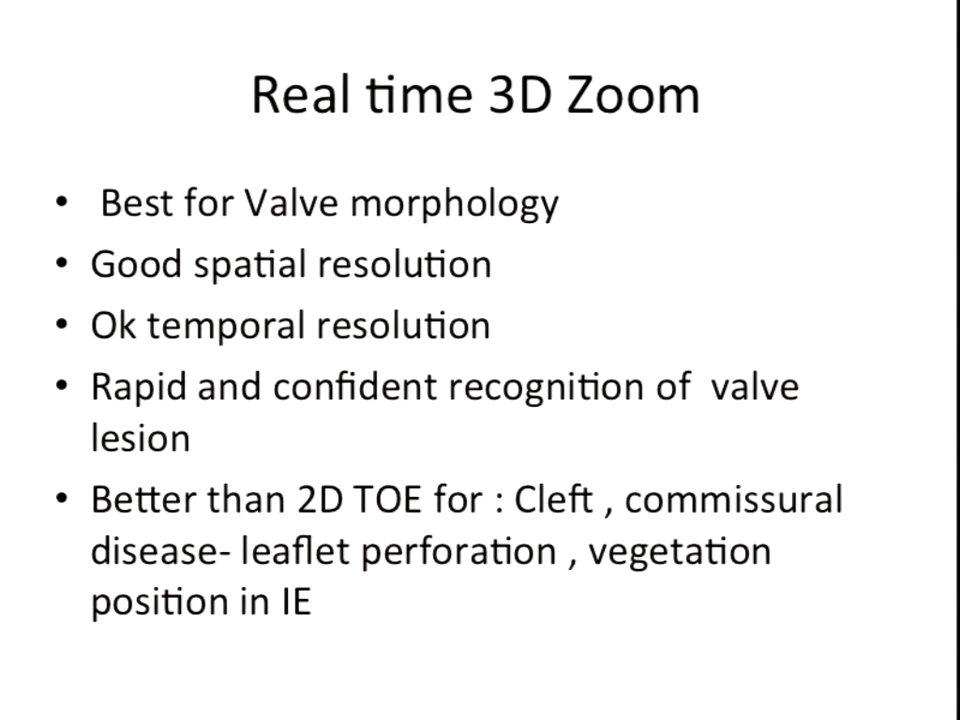 Real time 3D Zoom
• Best for Valve morphology
• Good spatial resolution
• Ok temporal resolution
• Rapid and confident recognition of valve
lesion
• Better than 2D TOE for : Cleft , commissural
disease- leaflet perforation , vegetation
position in IE